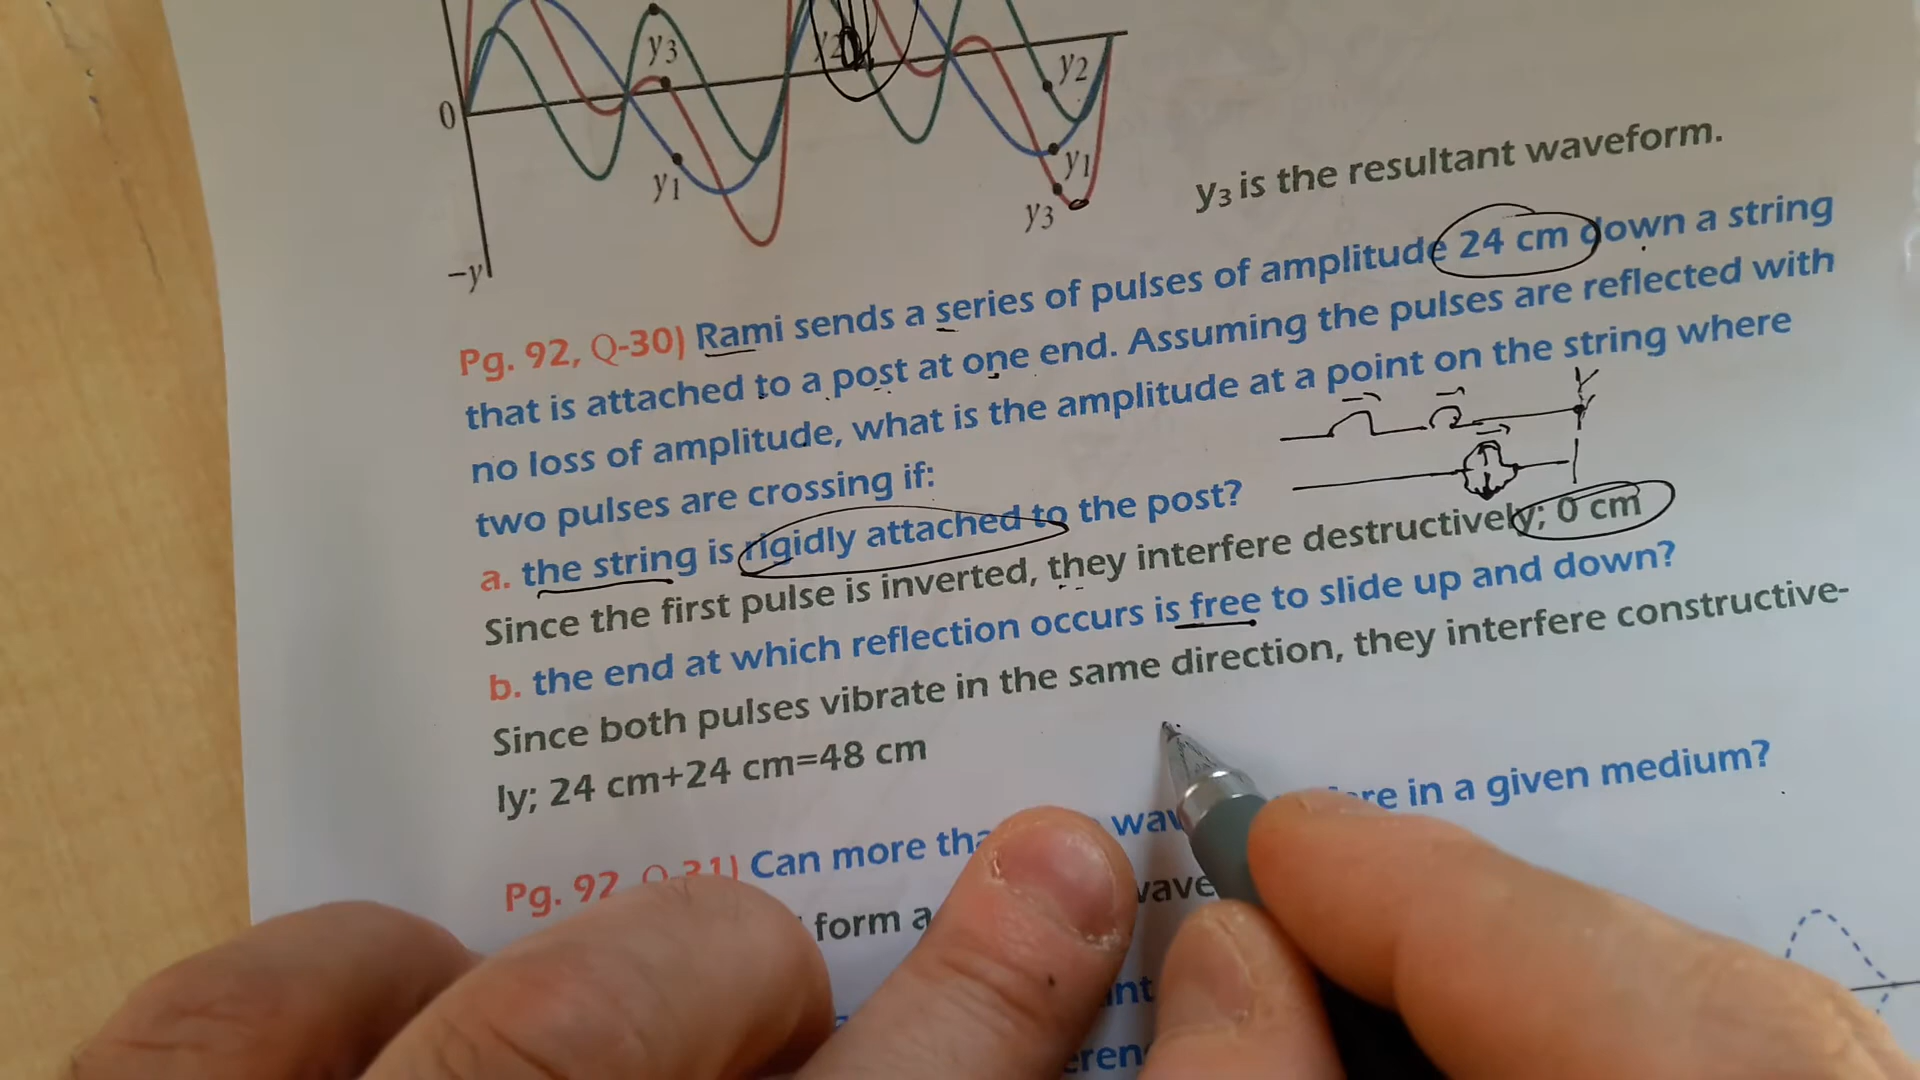 y3
y2
0
y2
y1
y1
y3
y3 is the resultant waveform.
-y
Pg. 92, Q-30) Rami sends a series of pulses of amplitude 24 cm down a string
that is attached to a post at one end. Assuming the pulses are reflected with
no loss of amplitude, what is the amplitude at a point on the string where
two pulses are crossing if:
a. the string is rigidly attached to the post?
Since the first pulse is inverted, they interfere destructively; 0 cm
b. the end at which reflection occurs is free to slide up and down?
Since both pulses vibrate in the same direction, they interfere constructive-
ly; 24 cm+24 cm=48 cm
Pg. 92, Q-31) Can more in a given medium?
form a